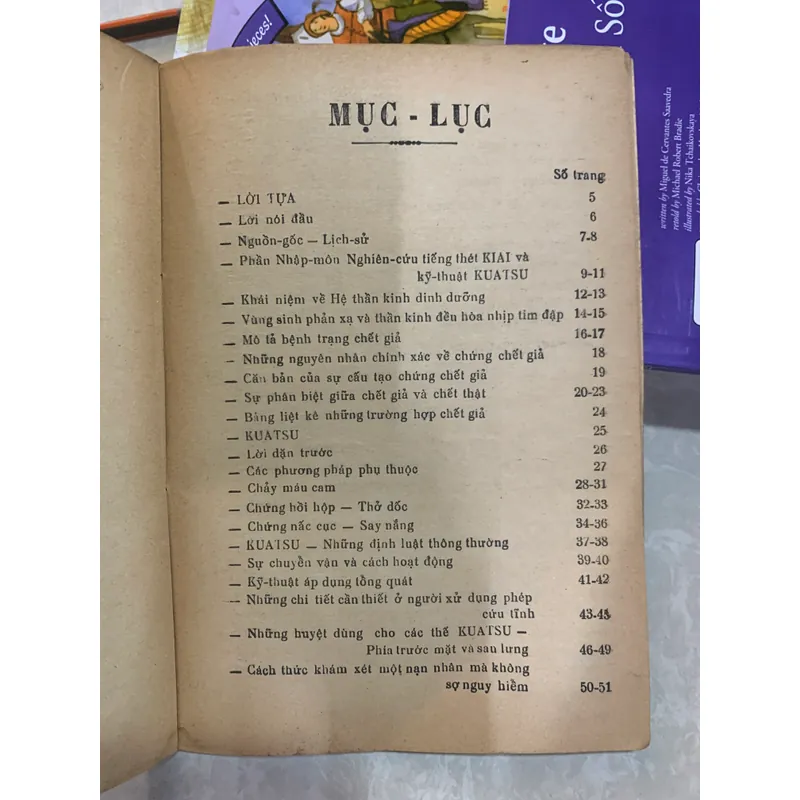 ieces!
re
Số
written by Miguel de Cervantes Saavedra
retold by Michael Robert Bradie
illustrated by Nika Tchaikovskaya
MỤC - LỤC
Số trang
— LỜI TỰA 5
— Lời nói đầu 6
— Nguồn-gốc — Lịch-sử 7-8
— Phần Nhập-môn Nghiên-cứu tiếng thét KIAI và
kỹ-thuật KUATSU 9-11
— Khái niệm về Hệ thần kinh dinh dưỡng 12-13
— Vùng sinh phản xạ và thần kinh đều hòa nhịp tim đập 14-15
— Mô tả bệnh trạng chết giả 16-17
— Những nguyên nhân chính xác về chứng chết giả 18
— Căn bản của sự cấu tạo chứng chết giả 19
— Sự phân biệt giữa chết giả và chết thật 20-23
— Bảng liệt kê những trường hợp chết giả 24
— KUATSU 25
— Lời dặn trước 26
— Các phương pháp phụ thuộc 27
— Chảy máu cam 28-31
— Chứng hồi hộp — Thở dốc 32-33
— Chứng nấc cục — Say nắng 34-36
— KUATSU — Những định luật thông thường 37-38
— Sự chuyển vận và cách hoạt động 39-40
— Kỹ-thuật áp dụng tổng quát 41-42
— Những chi tiết cần thiết ở người xử dụng phép
cứu tĩnh 43-45
— Những huyệt dùng cho các thế KUATSU —
Phía trước mặt và sau lưng 46-49
— Cách thức khám xét một nạn nhân mà không
sợ nguy hiểm 50-51